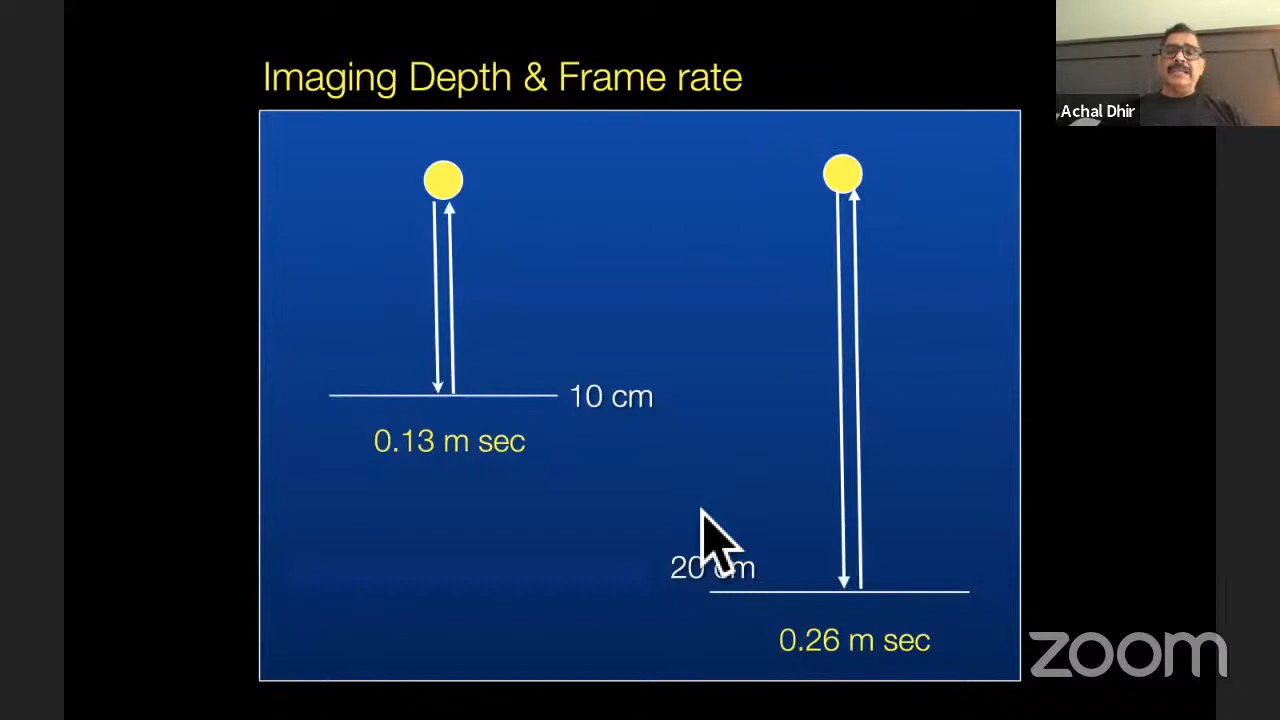 Imaging Depth & Frame rate
Achal Dhir
10 cm
0.13 m sec
20 cm
0.26 m sec
zoom